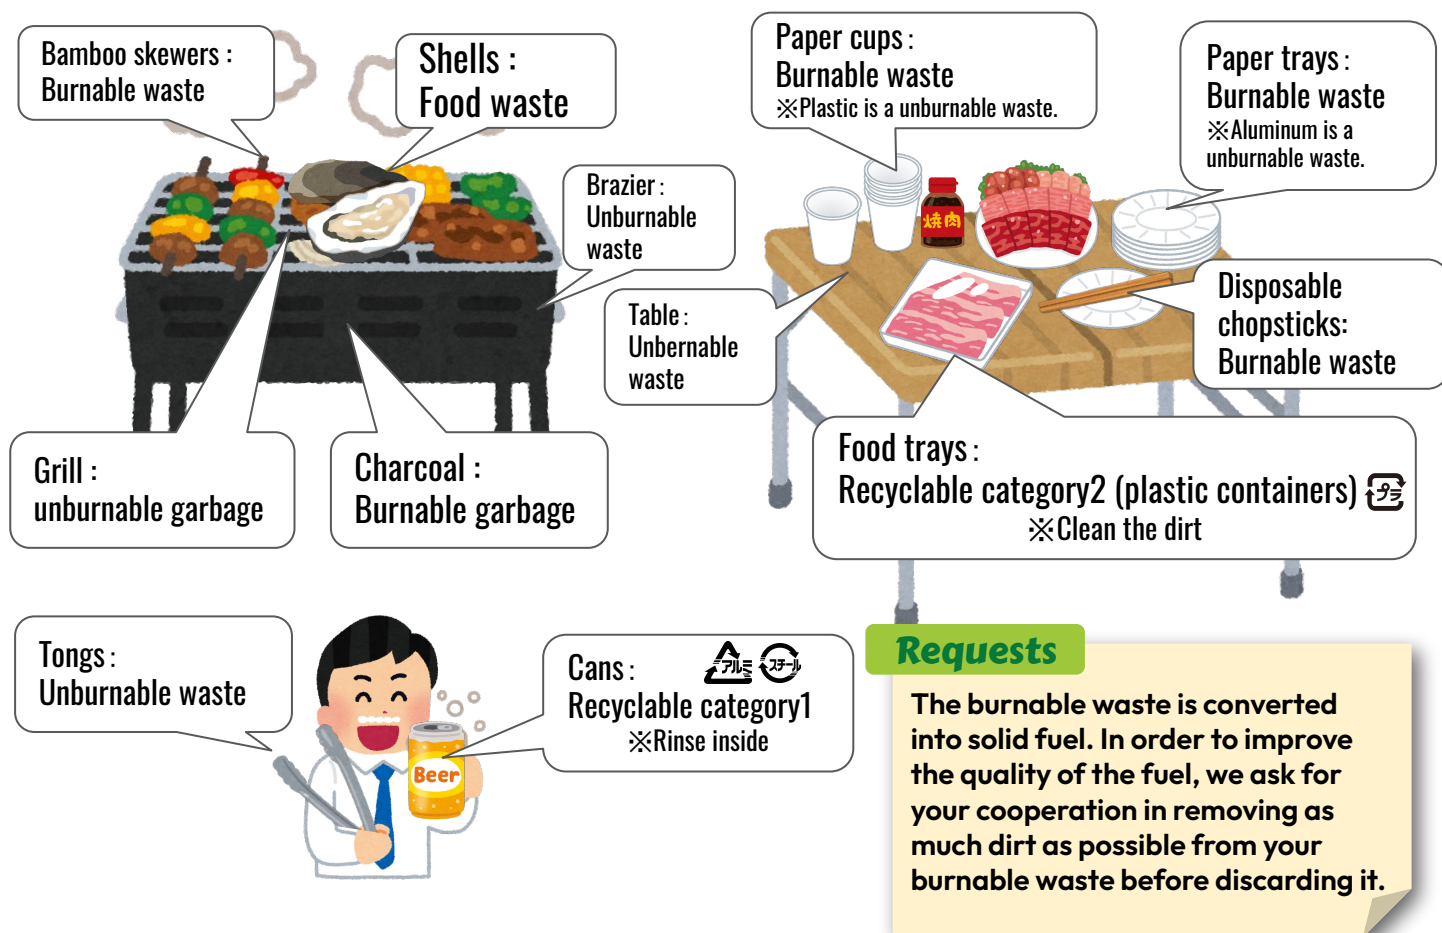 Bamboo skewers :
Burnable waste
Shells :
Food waste
Paper cups :
Burnable waste
※Plastic is a unburnable waste.
Paper trays :
Burnable waste
※Aluminum is a
unburnable waste.
Brazier :
Unburnable
waste
焼肉
Table :
Unbernable
waste
Disposable
chopsticks:
Burnable waste
Grill :
unburnable garbage
Charcoal :
Burnable garbage
Food trays :
Recyclable category2 (plastic containers) プラ
※Clean the dirt
Tongs :
Unburnable waste
Beer
Cans : アルミ スチール
Recyclable category1
※Rinse inside
Requests
The burnable waste is converted
into solid fuel. In order to improve
the quality of the fuel, we ask for
your cooperation in removing as
much dirt as possible from your
burnable waste before discarding it.